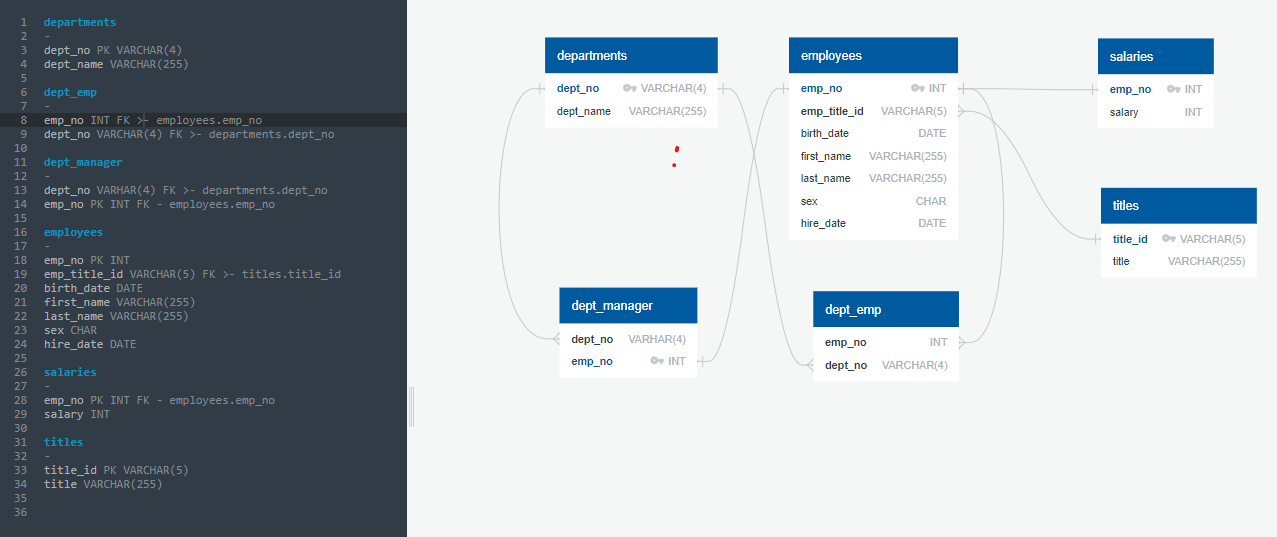 1 departments
2 -
3 dept_no PK VARCHAR(4)
4 dept_name VARCHAR(255)
5
6 dept_emp
7 -
8 emp_no INT FK >- employees.emp_no
9 dept_no VARCHAR(4) FK >- departments.dept_no
10
11 dept_manager
12 -
13 dept_no VARHAR(4) FK >- departments.dept_no
14 emp_no PK INT FK - employees.emp_no
15
16 employees
17 -
18 emp_no PK INT
19 emp_title_id VARCHAR(5) FK >- titles.title_id
20 birth_date DATE
21 first_name VARCHAR(255)
22 last_name VARCHAR(255)
23 sex CHAR
24 hire_date DATE
25
26 salaries
27 -
28 emp_no PK INT FK - employees.emp_no
29 salary INT
30
31 titles
32 -
33 title_id PK VARCHAR(5)
34 title VARCHAR(255)
35
36
departments
dept_no VARCHAR(4)
dept_name VARCHAR(255)
employees
emp_no INT
emp_title_id VARCHAR(5)
birth_date DATE
first_name VARCHAR(255)
last_name VARCHAR(255)
sex CHAR
hire_date DATE
salaries
emp_no INT
salary INT
titles
title_id VARCHAR(5)
title VARCHAR(255)
dept_manager
dept_no VARHAR(4)
emp_no INT
dept_emp
emp_no INT
dept_no VARCHAR(4)